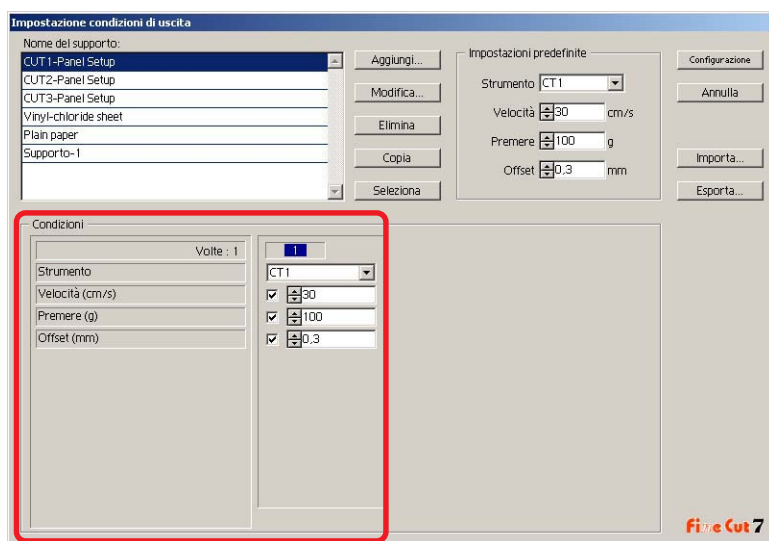 Impostazione condizioni di uscita
Nome del supporto:
CUT1-Panel Setup
CUT2-Panel Setup
CUT3-Panel Setup
Vinyl-chloride sheet
Plain paper
Supporto-1
Aggiungi...
Modifica...
Elimina
Copia
Seleziona
Impostazioni predefinite
Strumento CT1
Velocità 30 cm/s
Premere 100 g
Offset 0,3 mm
Configurazione
Annulla
Importa...
Esporta...
Condizioni
Volte : 1 1
Strumento CT1
Velocità (cm/s) 30
Premere (g) 100
Offset (mm) 0,3
Fine Cut 7